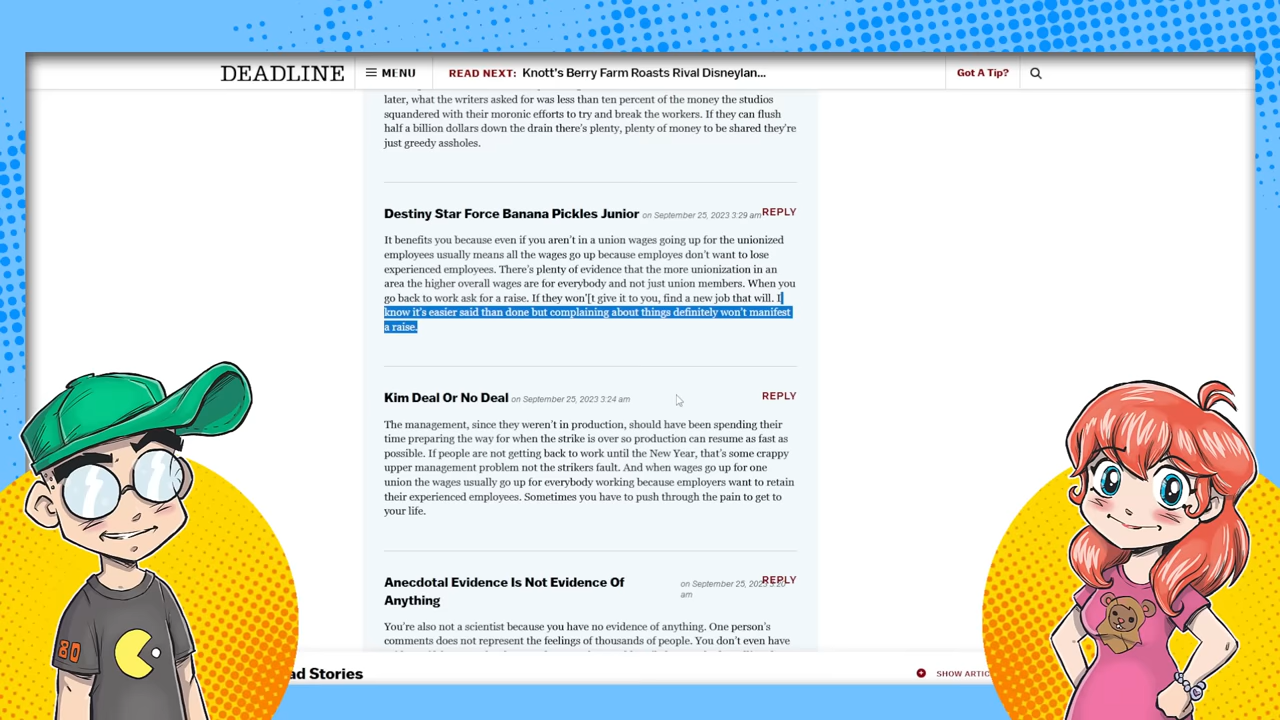 DEADLINE
MENU
READ NEXT: Knott's Berry Farm Roasts Rival Disneylan...
Got A Tip?
later, what the writers asked for was less than ten percent of the money the studios
squandered with their moronic efforts to try and break the workers. If they can flush
half a billion dollars down the drain there's plenty, plenty of money to be shared they're
just greedy assholes.
Destiny Star Force Banana Pickles Junior on September 25, 2023 3:29 am REPLY
It benefits you because even if you aren't in a union wages going up for the unionized
employees usually means all the wages go up because employes don't want to lose
experienced employees. There's plenty of evidence that the more unionization in an
area the higher overall wages are for everybody and not just union members. When you
go back to work ask for a raise. If they won'[t give it to you, find a new job that will. I
know it's easier said than done but complaining about things definitely won't manifest
a raise.
Kim Deal Or No Deal on September 25, 2023 3:24 am REPLY
The management, since they weren't in production, should have been spending their
time preparing the way for when the strike is over so production can resume as fast as
possible. If people are not getting back to work until the New Year, that's some crappy
upper management problem not the strikers fault. And when wages go up for one
union the wages usually go up for everybody working because employers want to retain
their experienced employees. Sometimes you have to push through the pain to get to
your life.
Anecdotal Evidence Is Not Evidence Of
Anything
on September 25, REPLY
am
You're also not a scientist because you have no evidence of anything. One person's
comments does not represent the feelings of thousands of people. You don't even have
ad Stories
SHOW ARTIC
80